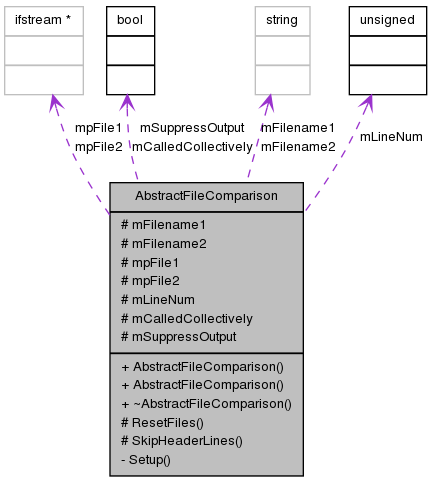 ifstream *
bool
string
unsigned
mpFile1
mpFile2
mSuppressOutput
mCalledCollectively
mFilename1
mFilename2
mLineNum
AbstractFileComparison
# mFilename1
# mFilename2
# mpFile1
# mpFile2
# mLineNum
# mCalledCollectively
# mSuppressOutput
+ AbstractFileComparison()
+ AbstractFileComparison()
+ ~AbstractFileComparison()
# ResetFiles()
# SkipHeaderLines()
- Setup()